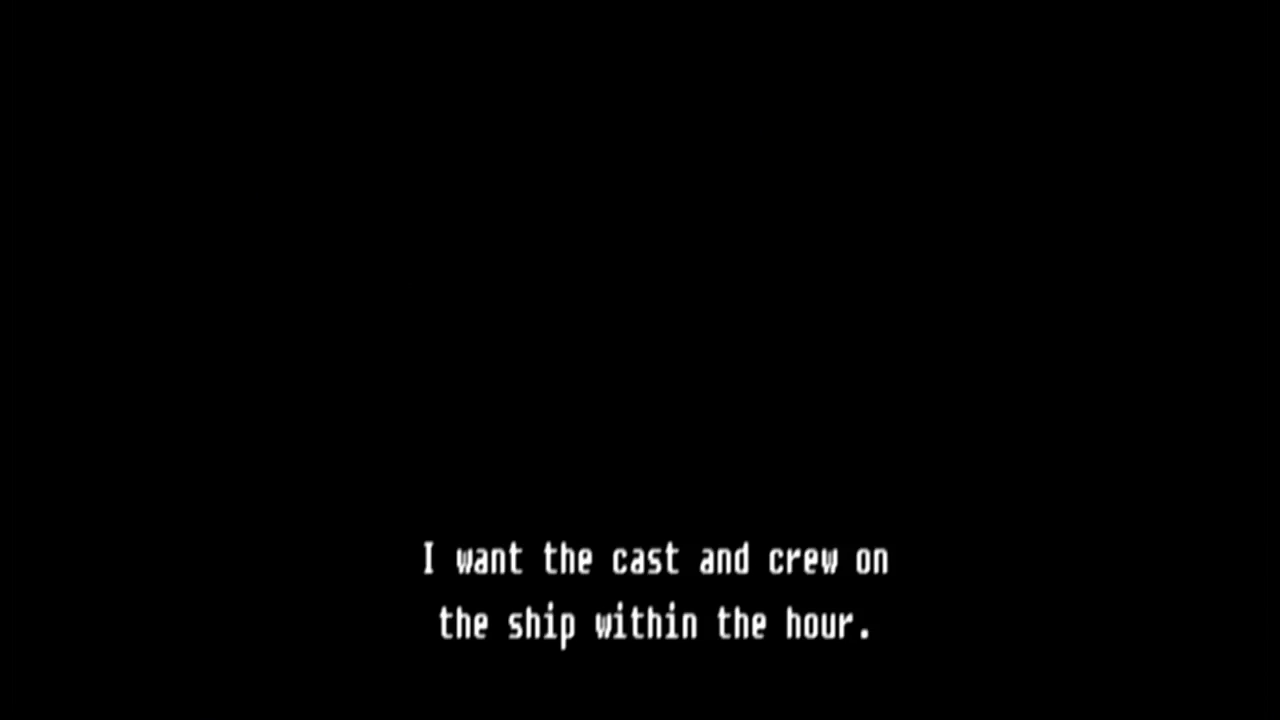 I want the cast and crew on
the ship within the hour.